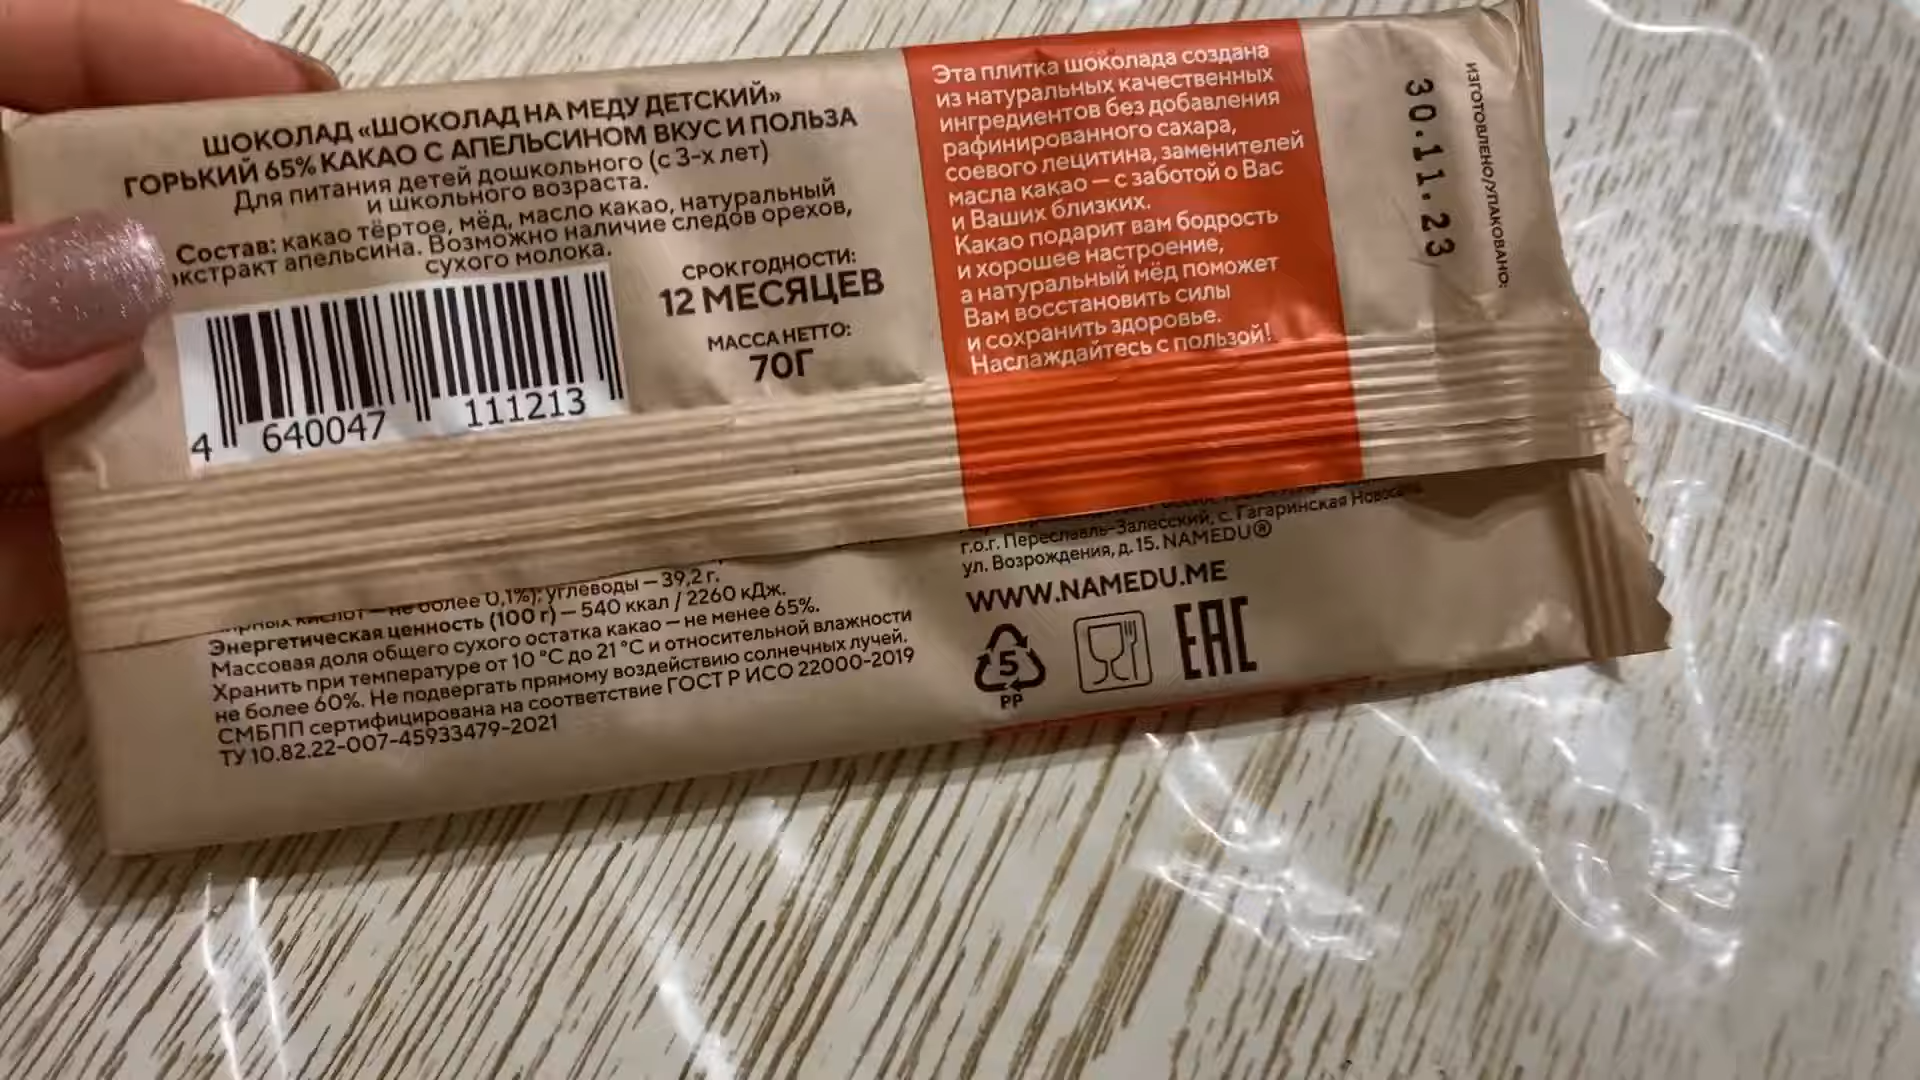 ШОКОЛАД «ШОКОЛАД НА МЕДУ ДЕТСКИЙ»
ГОРЬКИЙ 65% КАКАО С АПЕЛЬСИНОМ ВКУС И ПОЛЬЗА
Для питания детей дошкольного (с 3-х лет)
и школьного возраста.
Состав: какао тёртое, мёд, масло какао, натуральный
экстракт апельсина. Возможно наличие следов орехов,
сухого молока.
4 640047 111213
СРОК ГОДНОСТИ:
12 МЕСЯЦЕВ
МАССА НЕТТО:
70Г
Эта плитка шоколада создана
из натуральных качественных
ингредиентов без добавления
рафинированного сахара,
соевого лецитина, заменителей
масла какао — с заботой о Вас
и Ваших близких.
Какао подарит вам бодрость
и хорошее настроение,
а натуральный мёд поможет
Вам восстановить силы
и сохранить здоровье.
Наслаждайтесь с пользой!
ИЗГОТОВЛЕНО/УПАКОВАНО:
30.11.23
кислот — не более 0,1%); углеводы — 39,2 г.
Энергетическая ценность (100 г) — 540 ккал / 2260 кДж.
Массовая доля общего сухого остатка какао — не менее 65%.
Хранить при температуре от 10 °С до 21 °С и относительной влажности
не более 60%. Не подвергать прямому воздействию солнечных лучей.
СМБПП сертифицирована на соответствие ГОСТ Р ИСО 22000-2019
ТУ 10.82.22-007-45933479-2021
г.о.г. Переславль-Залесский, с. Гагаринская
ул. Возрождения, д. 15. NAMEDU®
WWW.NAMEDU.ME
5
PP
EAC